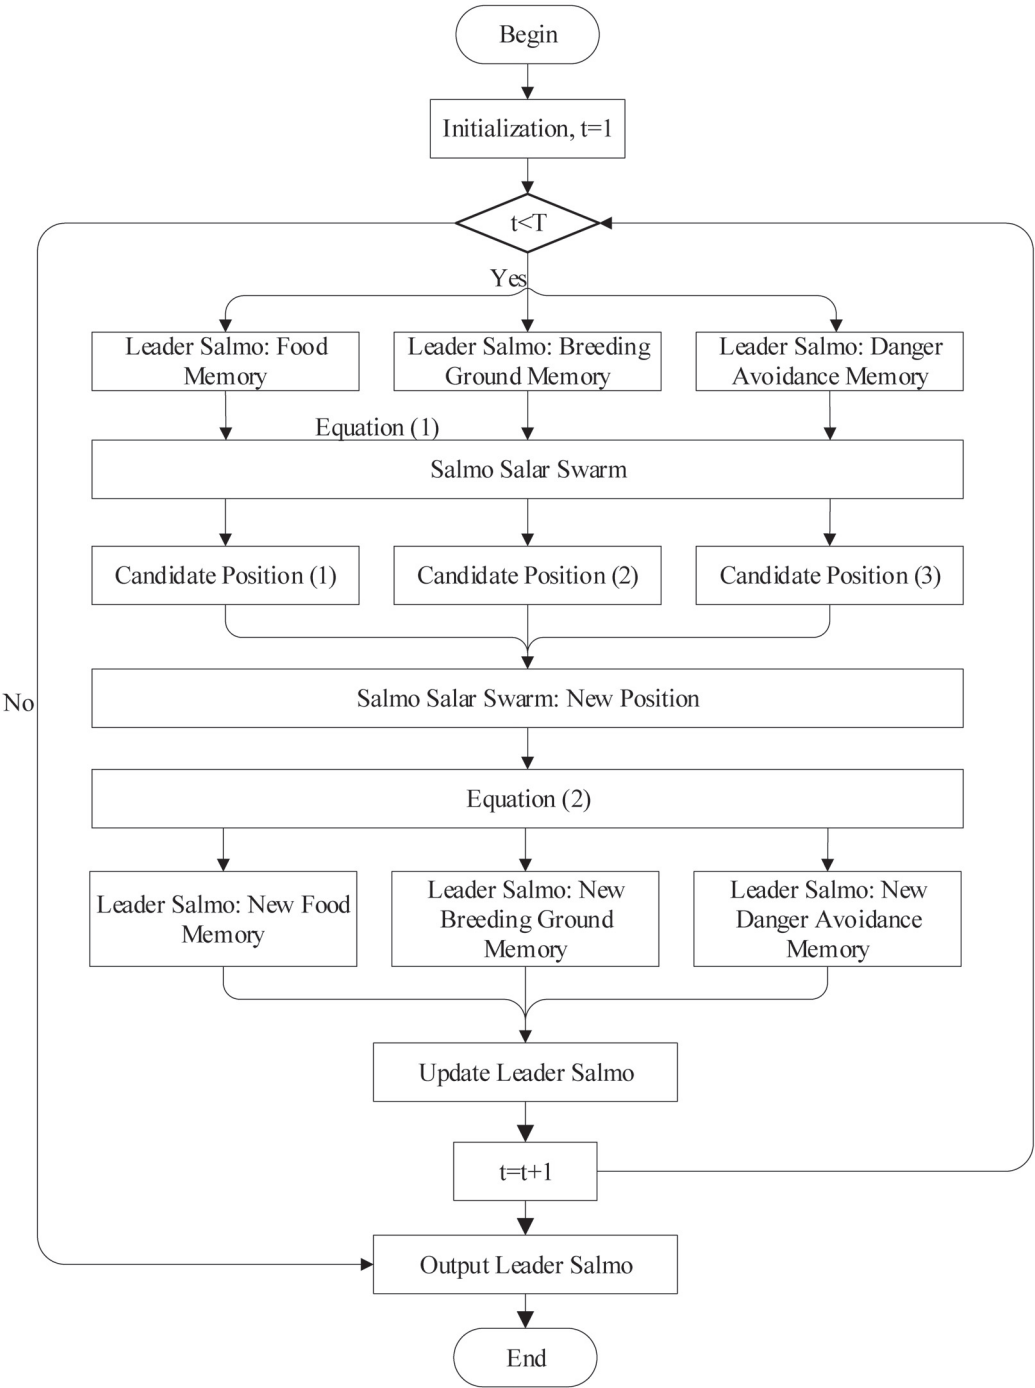 Begin
Initialization, t=1
t<T
Yes
Leader Salmo: Food
Memory
Leader Salmo: Breeding
Ground Memory
Leader Salmo: Danger
Avoidance Memory
Equation (1)
Salmo Salar Swarm
Candidate Position (1)
Candidate Position (2)
Candidate Position (3)
No
Salmo Salar Swarm: New Position
Equation (2)
Leader Salmo: New Food
Memory
Leader Salmo: New
Breeding Ground
Memory
Leader Salmo: New
Danger Avoidance
Memory
Update Leader Salmo
t=t+1
Output Leader Salmo
End